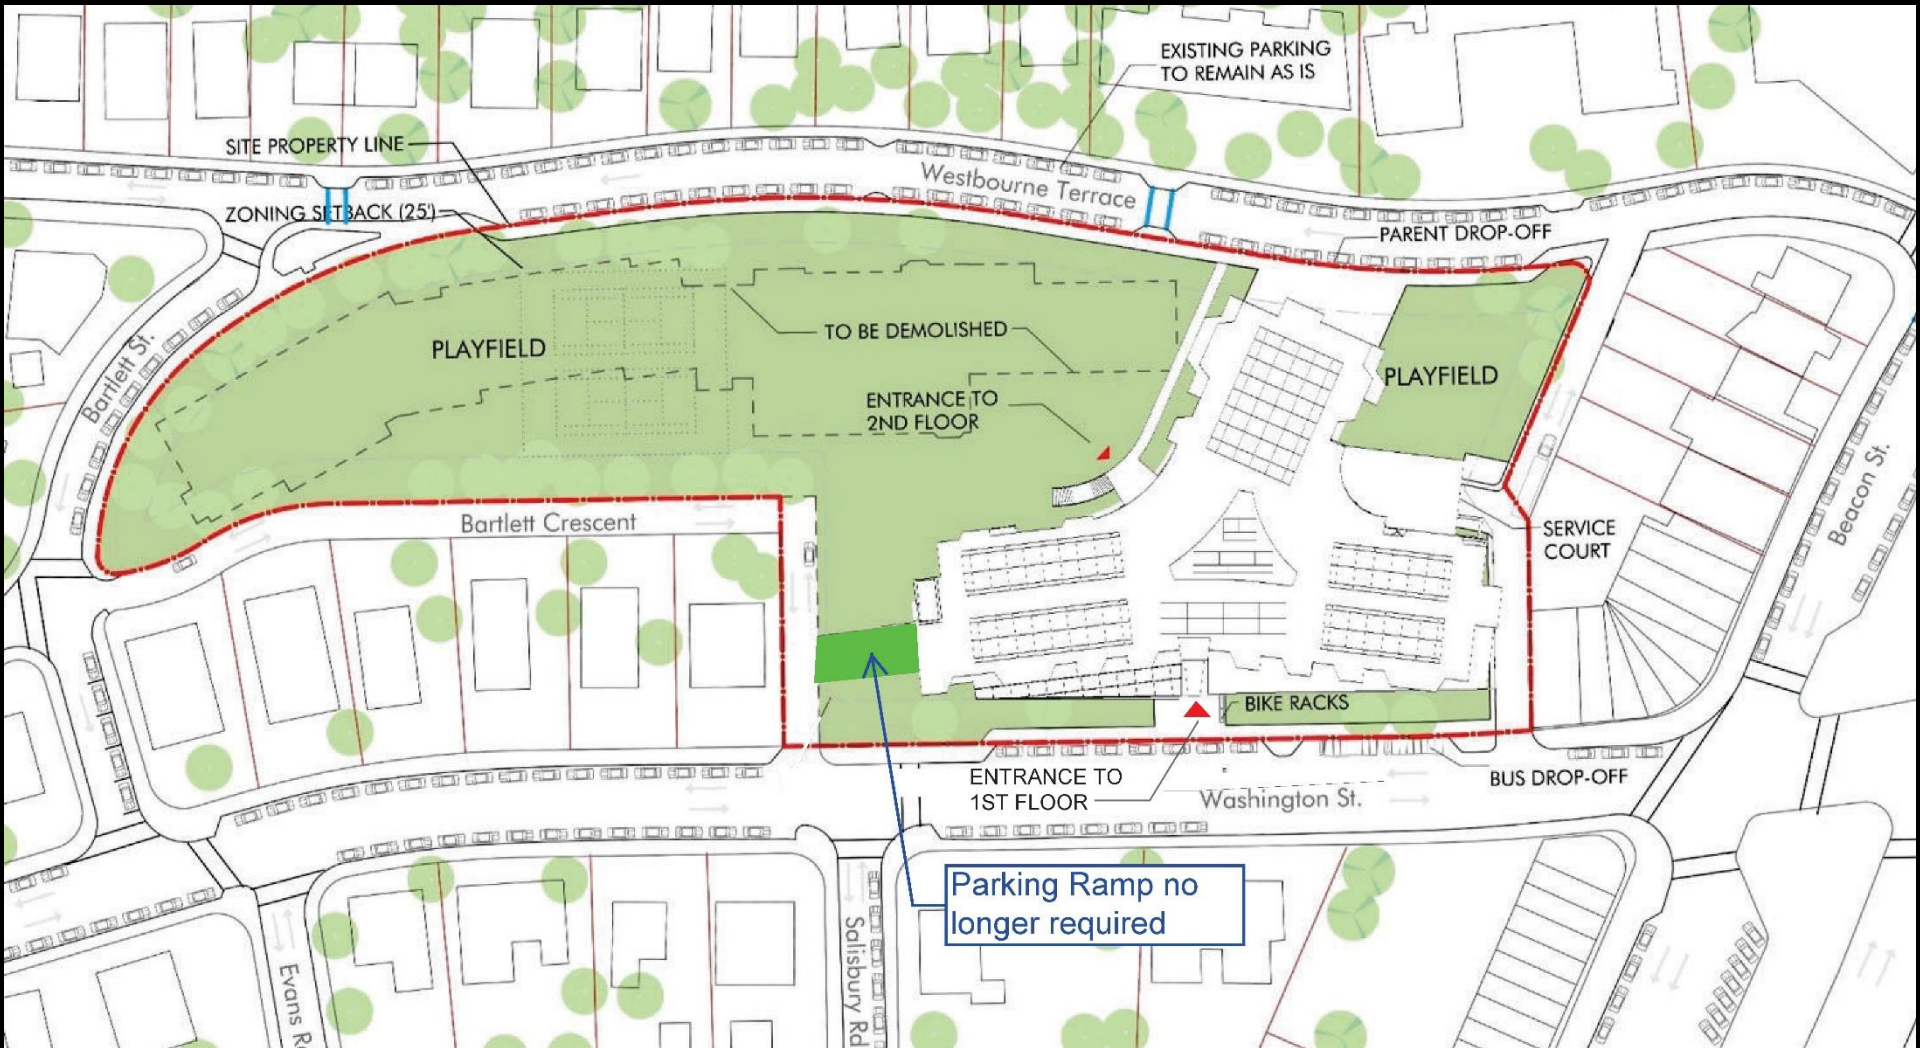 EXISTING PARKING
TO REMAIN AS IS
SITE PROPERTY LINE
Westbourne Terrace
ZONING SETBACK (25')
PARENT DROP-OFF
PLAYFIELD
TO BE DEMOLISHED
Bartlett St.
PLAYFIELD
ENTRANCE TO
2ND FLOOR
Beacon St.
Bartlett Crescent
SERVICE
COURT
BIKE RACKS
ENTRANCE TO
1ST FLOOR
BUS DROP-OFF
Washington St.
Parking Ramp no
longer required
Salisbury Rd
Evans R